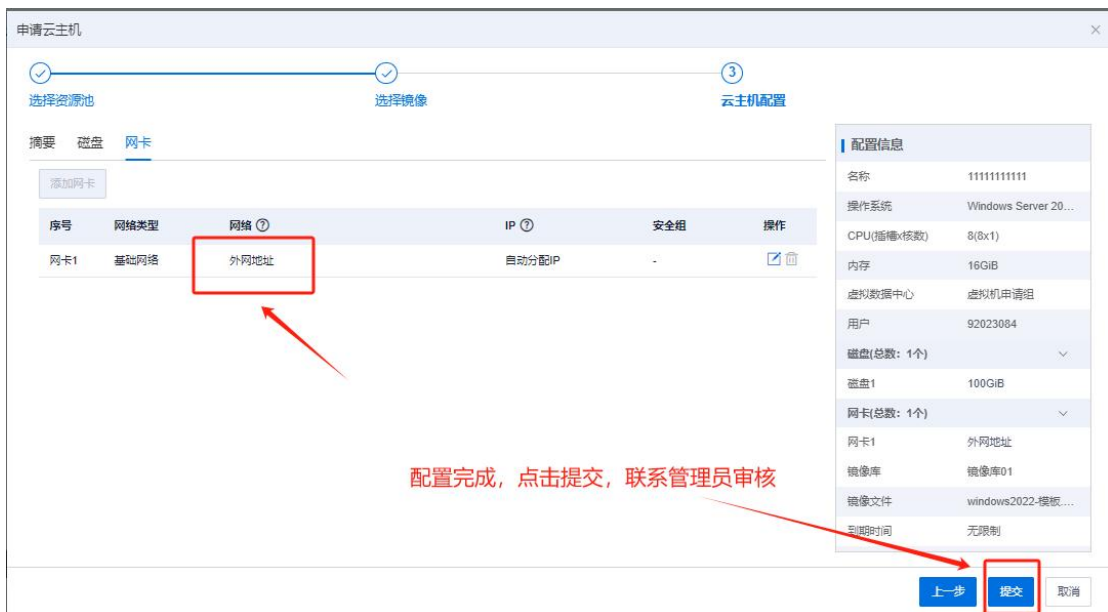 申请云主机
3
选择资源池 选择镜像 云主机配置
摘要 磁盘 网卡
添加网卡
序号 网络类型 网络 IP 安全组 操作
网卡1 基础网络 外网地址 自动分配IP -
配置信息
名称 11111111111
操作系统 Windows Server 20...
CPU(插槽x核数) 8(8x1)
内存 16GiB
虚拟数据中心 虚拟机申请组
用户 92023084
磁盘(总数: 1个)
磁盘1 100GiB
网卡(总数: 1个)
网卡1 外网地址
镜像库 镜像库01
镜像文件 windows2022-模板....
到期时间 无限制
配置完成，点击提交，联系管理员审核
上一步 提交 取消